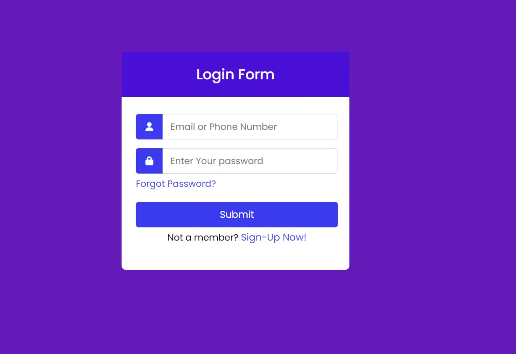 Login Form
Email or Phone Number
Enter Your password
Forgot Password?
Submit
Not a member? Sign-Up Now!